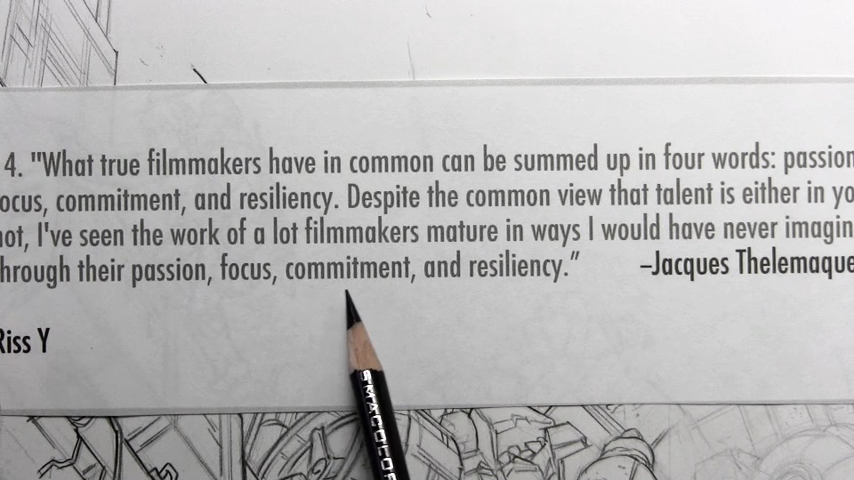 4. "What true filmmakers have in common can be summed up in four words: passion
ocus, commitment, and resiliency. Despite the common view that talent is either in yo
not, I've seen the work of a lot filmmakers mature in ways I would have never imagin
hrough their passion, focus, commitment, and resiliency.” –Jacques Thelemaque
Riss Y